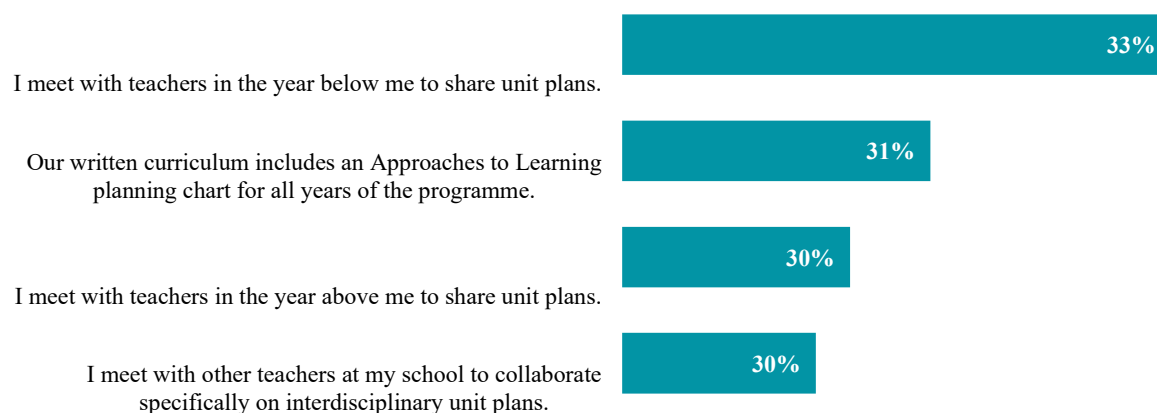 33%
I meet with teachers in the year below me to share unit plans.
31%
Our written curriculum includes an Approaches to Learning
planning chart for all years of the programme.
30%
I meet with teachers in the year above me to share unit plans.
30%
I meet with other teachers at my school to collaborate
specifically on interdisciplinary unit plans.